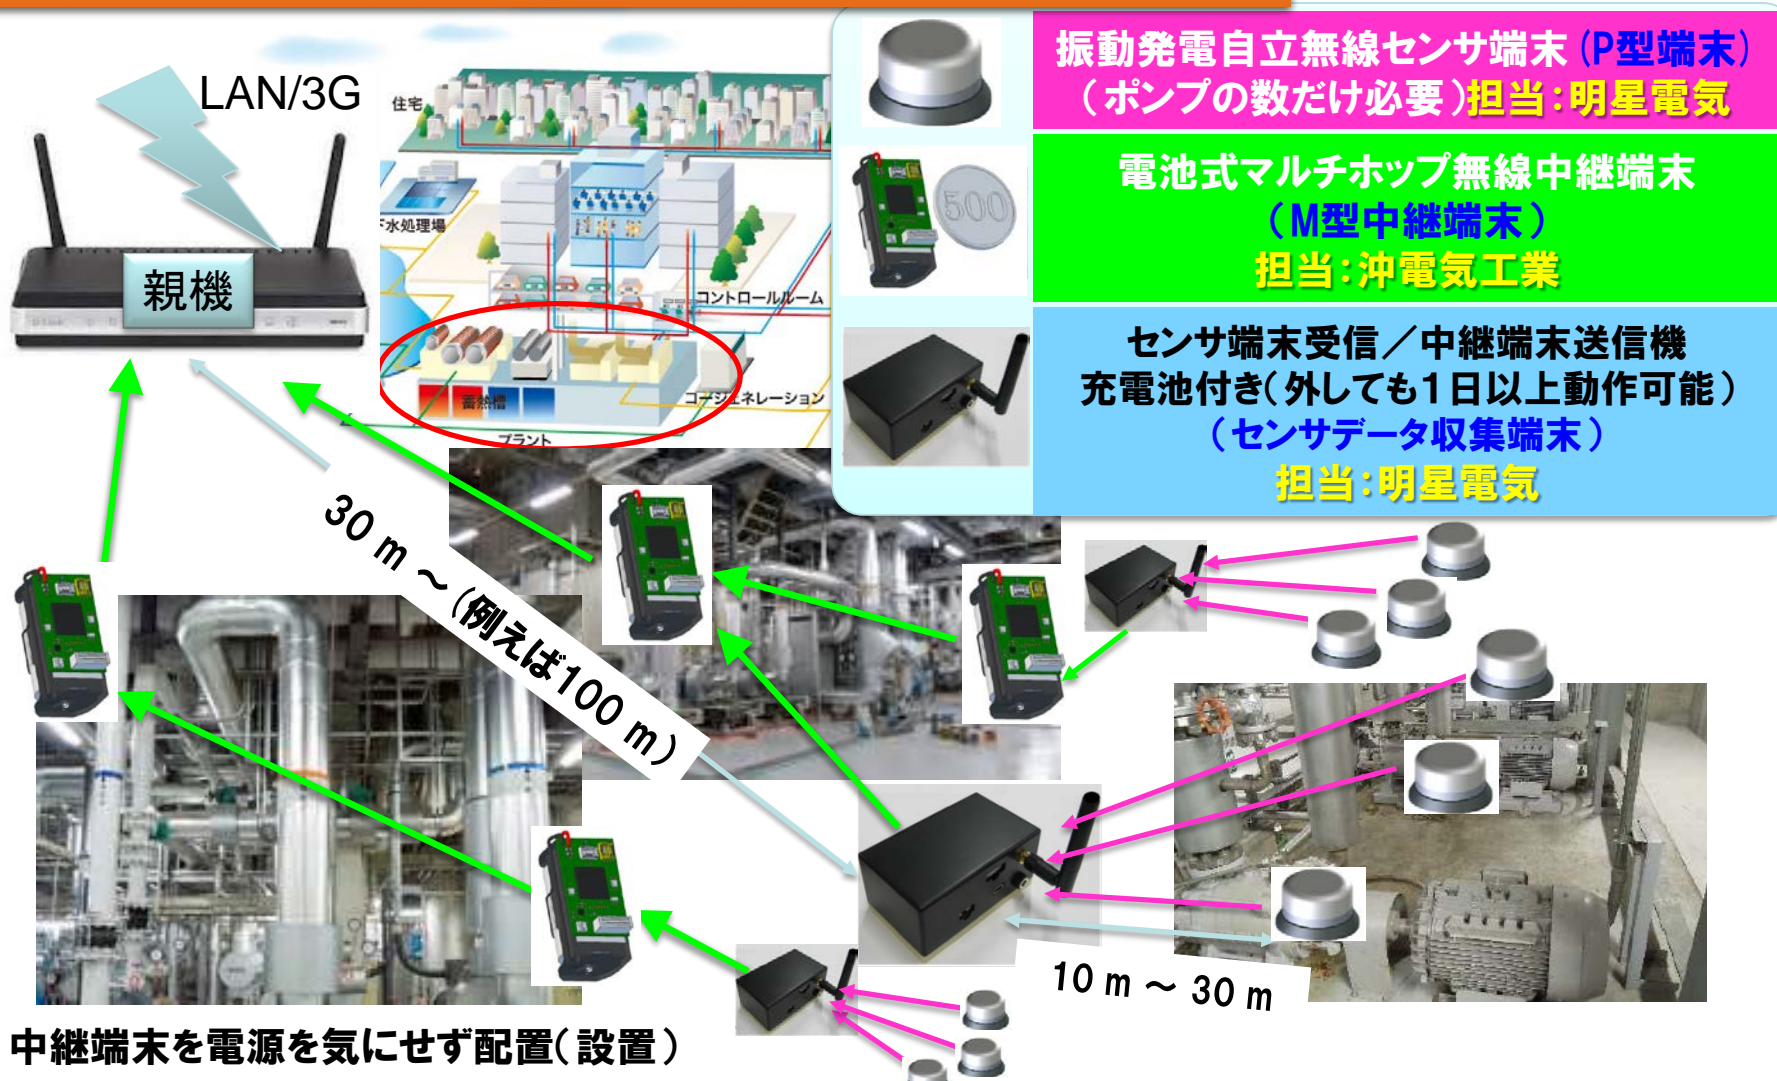 LAN/3G
親機
住宅
下水処理場
コントロールルーム
蓄熱槽
コージェネレーション
プラント
振動発電自立無線センサ端末(P型端末)
(ポンプの数だけ必要)担当:明星電気
500
電池式マルチホップ無線中継端末
(M型中継端末)
担当:沖電気工業
センサ端末受信/中継端末送信機
充電池付き(外しても1日以上動作可能)
(センサデータ収集端末)
担当:明星電気
30 m ~(例えば100 m)
10 m ~ 30 m
中継端末を電源を気にせず配置(設置)